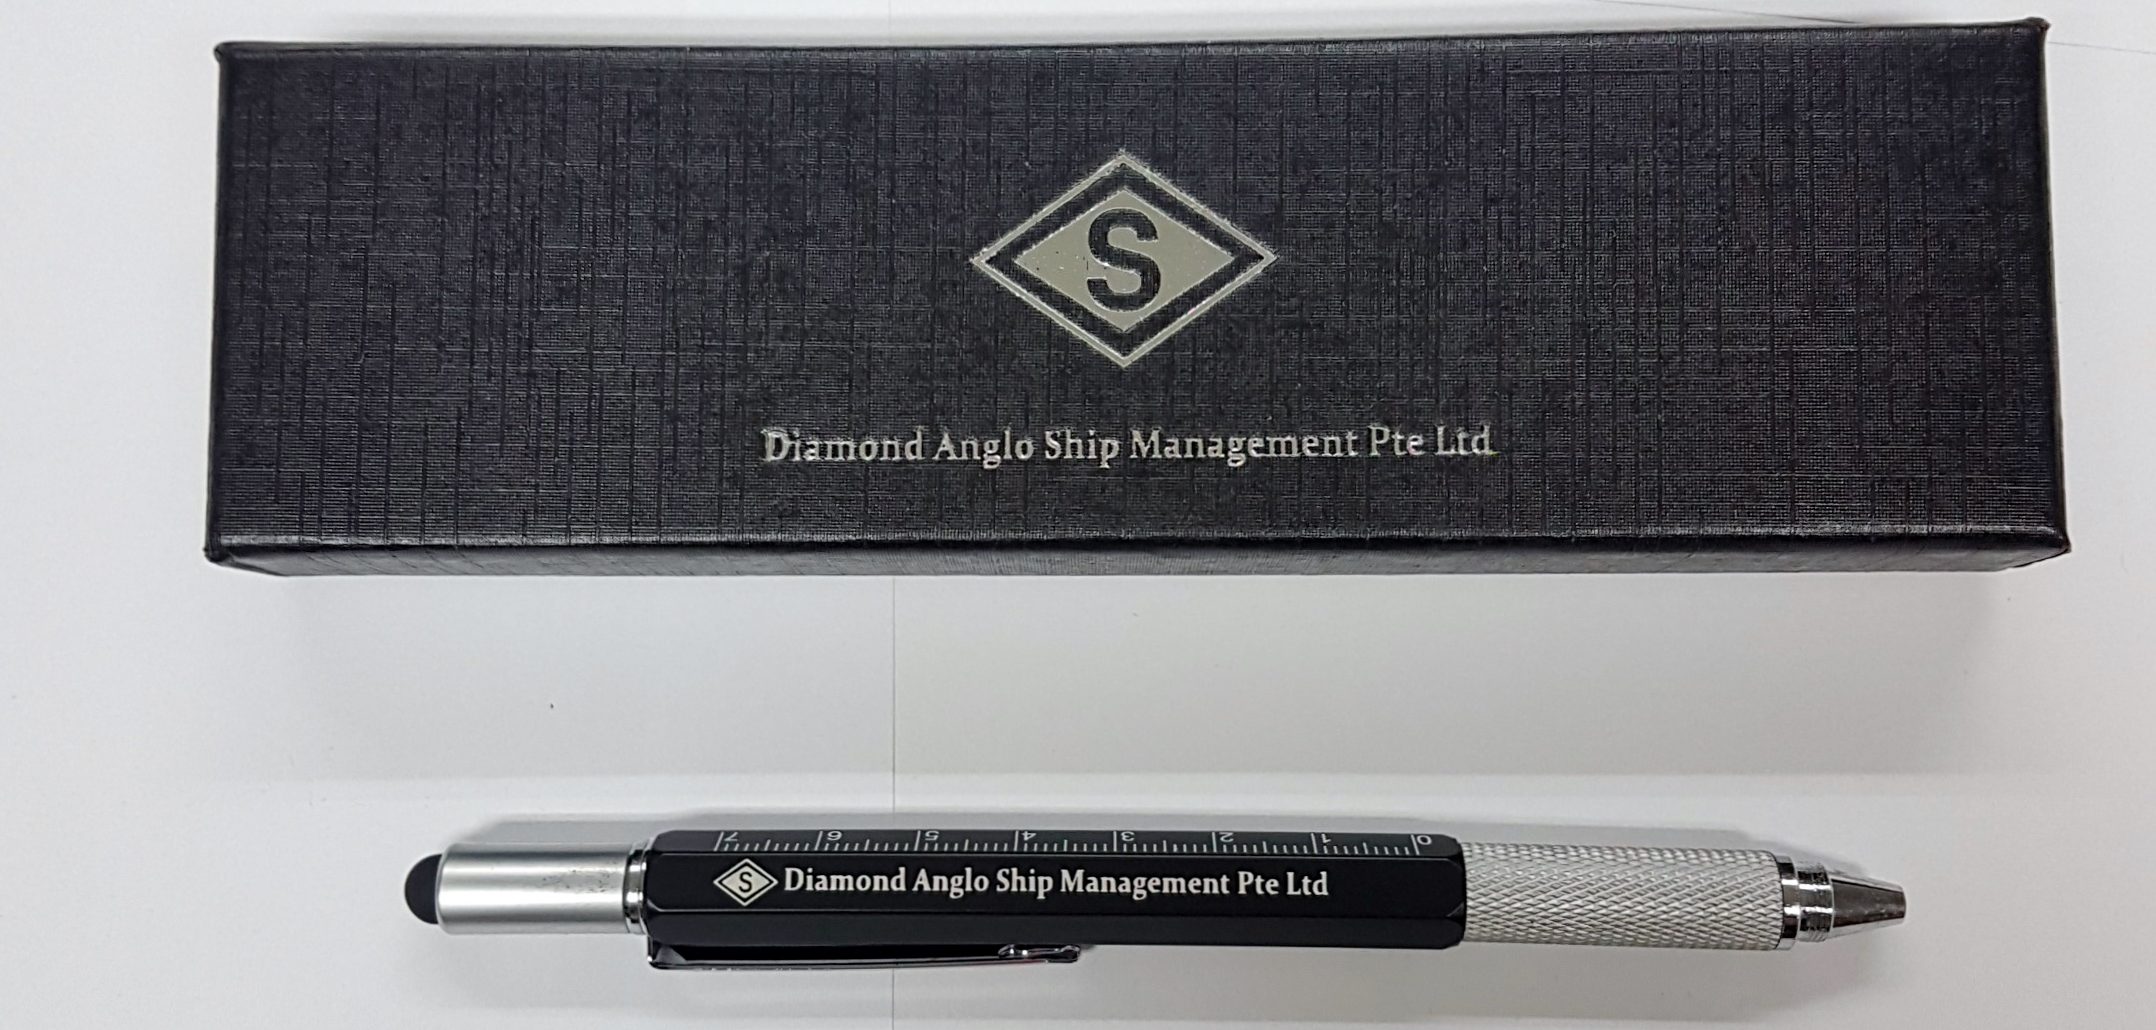 S
Diamond Anglo Ship Management Pte Ltd
7 6 5 4 3 2 1 0
S Diamond Anglo Ship Management Pte Ltd